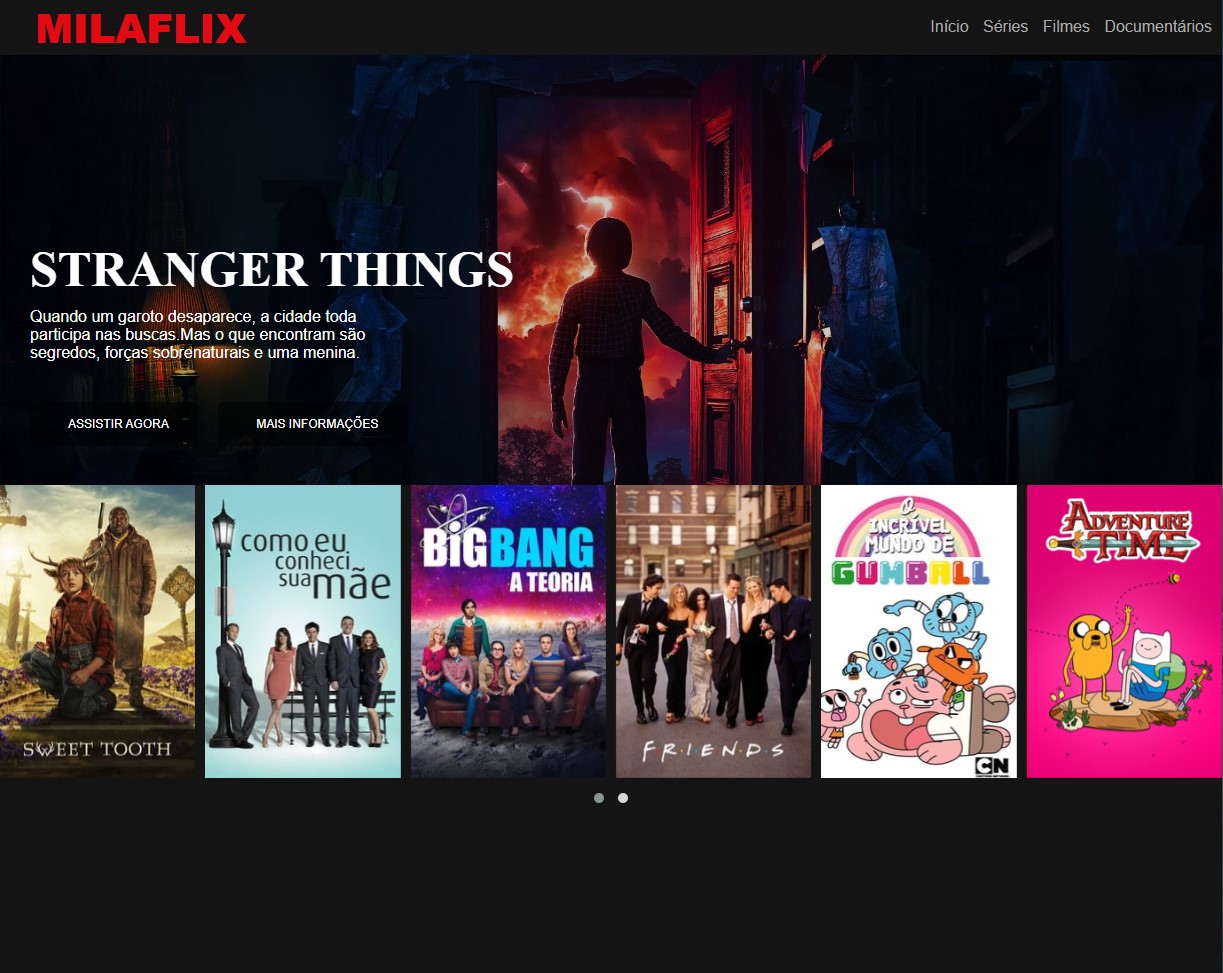 MILAFLIX
Início Séries Filmes Documentários
STRANGER THINGS
Quando um garoto desaparece, a cidade toda
participa nas buscas.Mas o que encontram são
segredos, forças sobrenaturais e uma menina.
ASSISTIR AGORA
MAIS INFORMAÇÕES
SWEET TOOTH
como eu
conheci
sua mãe
BIG BANG
A TEORIA
F·R·I·E·N·D·S
O
INCRÍVEL
MUNDO DE
GUMBALL
CN
ADVENTURE
TIME